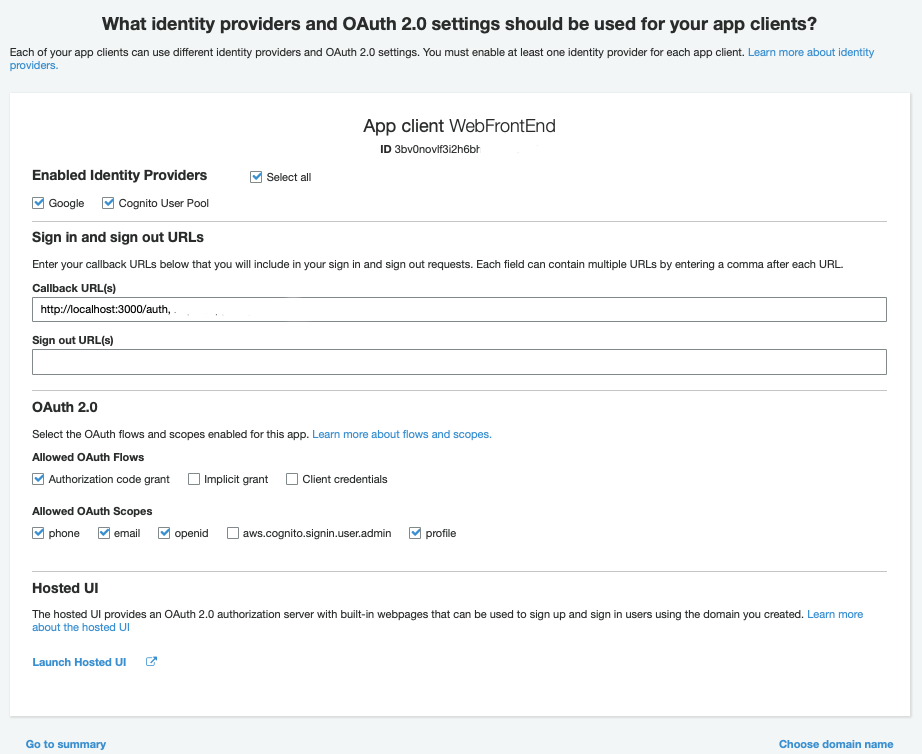 What identity providers and OAuth 2.0 settings should be used for your app clients?
Each of your app clients can use different identity providers and OAuth 2.0 settings. You must enable at least one identity provider for each app client. Learn more about identity
providers.
App client WebFrontEnd
ID 3bv0novlf3i2h6bh
Enabled Identity Providers Select all
Google Cognito User Pool
Sign in and sign out URLs
Enter your callback URLs below that you will include in your sign in and sign out requests. Each field can contain multiple URLs by entering a comma after each URL.
Callback URL(s)
http://localhost:3000/auth,
Sign out URL(s)
OAuth 2.0
Select the OAuth flows and scopes enabled for this app. Learn more about flows and scopes.
Allowed OAuth Flows
Authorization code grant Implicit grant Client credentials
Allowed OAuth Scopes
phone email openid aws.cognito.signin.user.admin profile
Hosted UI
The hosted UI provides an OAuth 2.0 authorization server with built-in webpages that can be used to sign up and sign in users using the domain you created. Learn more
about the hosted UI
Launch Hosted UI
Go to summary Choose domain name